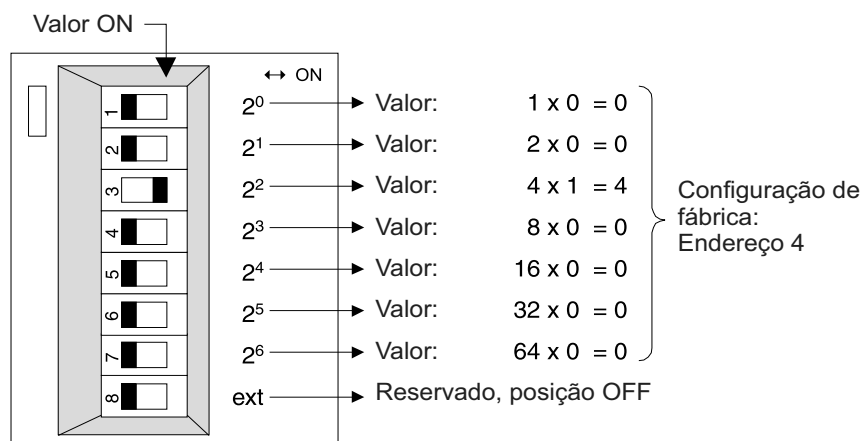 Valor ON
↔ ON
1 2⁰ Valor: 1 x 0 = 0
2 2¹ Valor: 2 x 0 = 0
3 2² Valor: 4 x 1 = 4
4 2³ Valor: 8 x 0 = 0
5 2⁴ Valor: 16 x 0 = 0
6 2⁵ Valor: 32 x 0 = 0
7 2⁶ Valor: 64 x 0 = 0
8 ext Reservado, posição OFF
Configuração de
fábrica:
Endereço 4